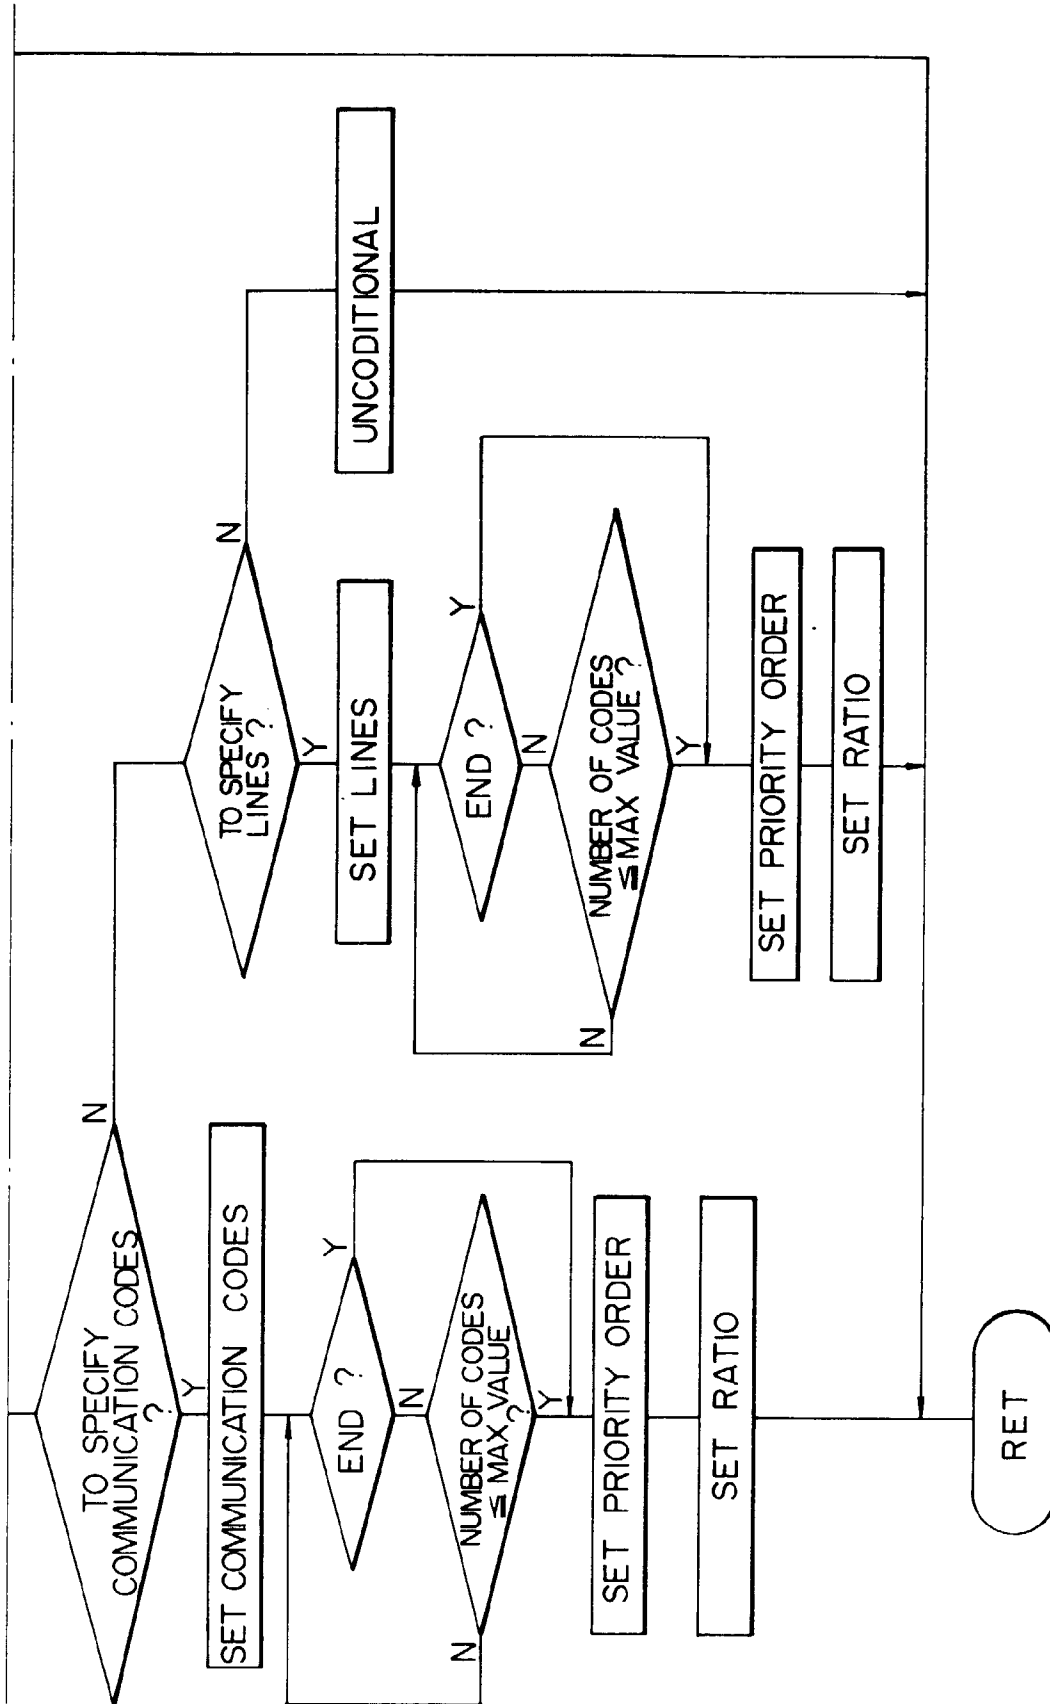 TO SPECIFY
COMMUNICATION CODES
?
N
Y
SET COMMUNICATION CODES
END ?
Y
N
NUMBER OF CODES
≦ MAX VALUE
?
N
Y
SET PRIORITY ORDER
SET RATIO
RET
TO SPECIFY
LINES ?
N
Y
SET LINES
END ?
Y
N
NUMBER OF CODES
≦ MAX VALUE ?
N
Y
SET PRIORITY ORDER
SET RATIO
UNCODITIONAL